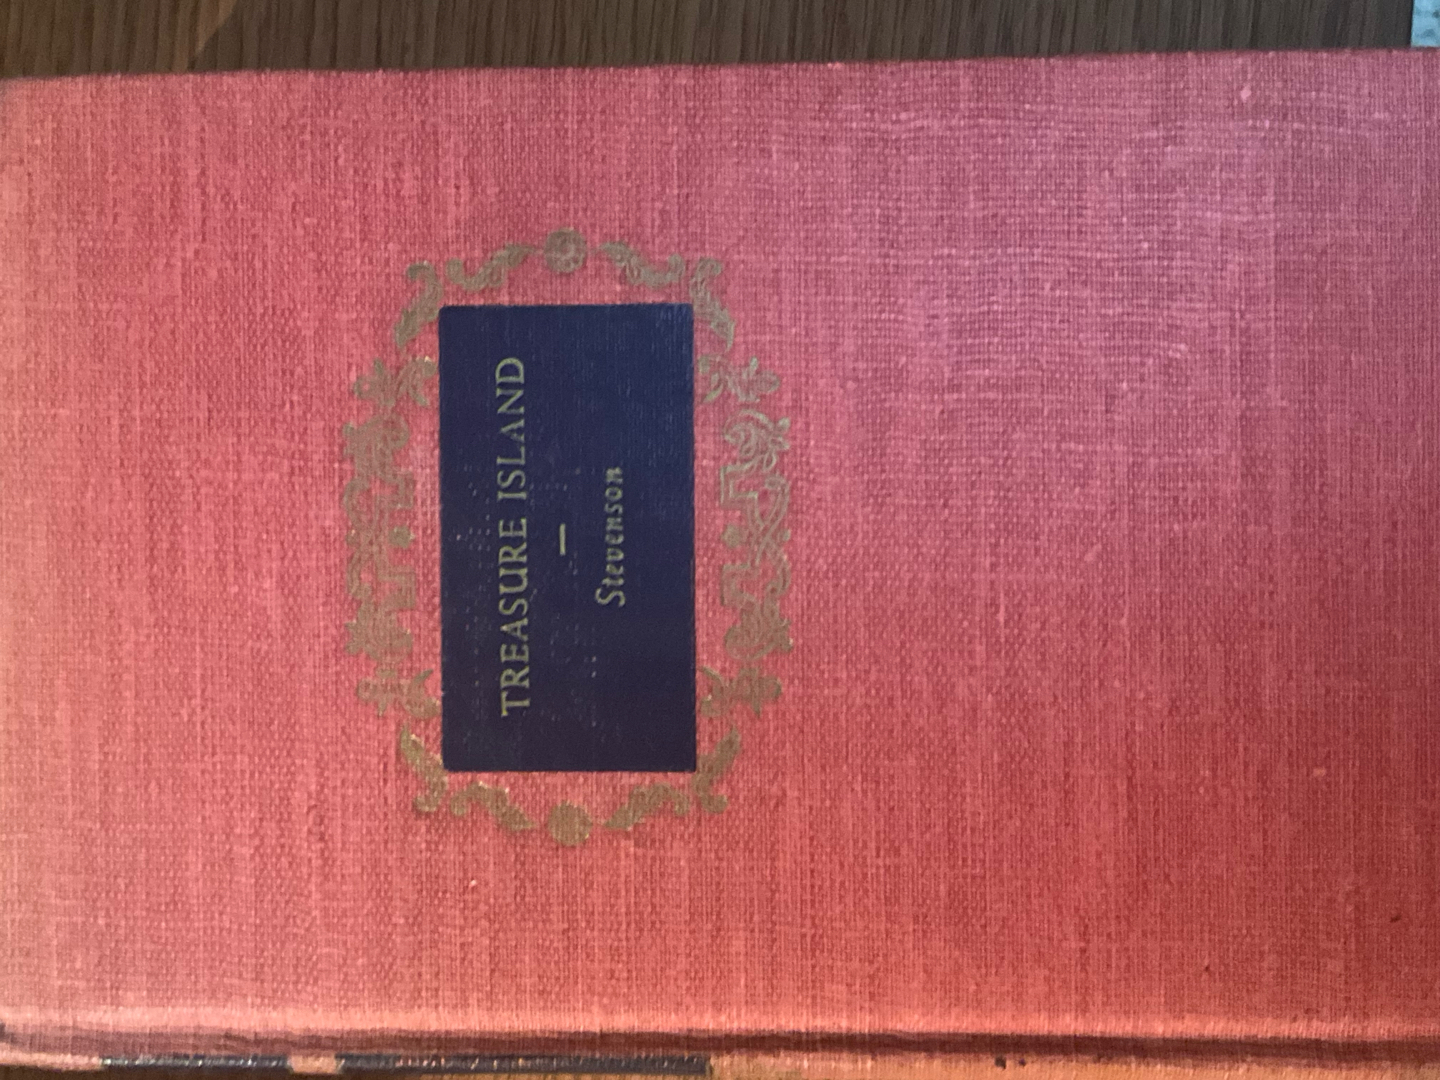 TREASURE ISLAND
—
Stevenson